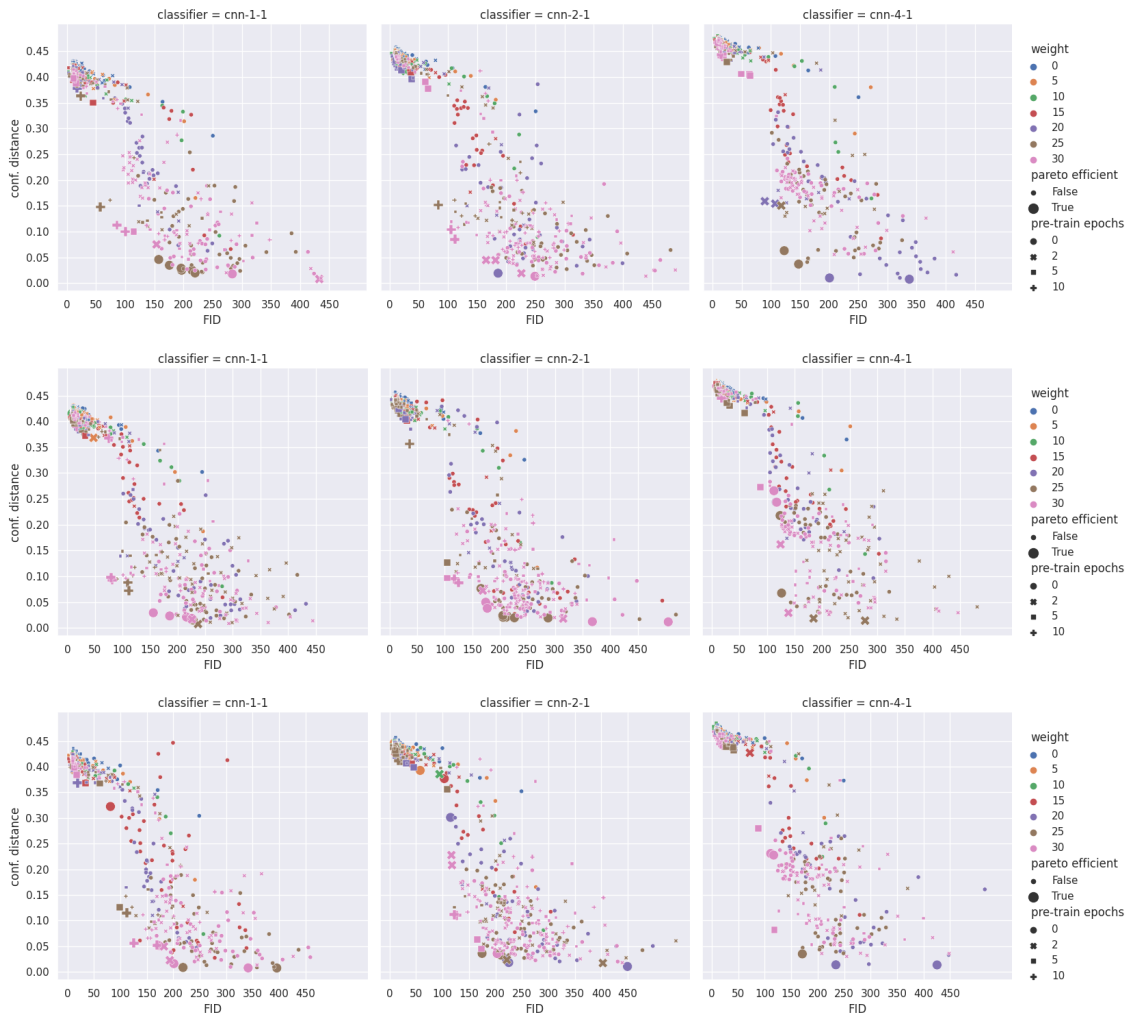 classifier = cnn-1-1 classifier = cnn-2-1 classifier = cnn-4-1
conf. distance
0.45
0.40
0.35
0.30
0.25
0.20
0.15
0.10
0.05
0.00
0 50 100 150 200 250 300 350 400 450 0 50 100 150 200 250 300 350 400 450 0 50 100 150 200 250 300 350 400 450
FID FID FID
weight
0
5
10
15
20
25
30
pareto efficient
False
True
pre-train epochs
0
2
5
10
classifier = cnn-1-1 classifier = cnn-2-1 classifier = cnn-4-1
conf. distance
0.45
0.40
0.35
0.30
0.25
0.20
0.15
0.10
0.05
0.00
0 50 100 150 200 250 300 350 400 450 0 50 100 150 200 250 300 350 400 450 0 50 100 150 200 250 300 350 400 450
FID FID FID
weight
0
5
10
15
20
25
30
pareto efficient
False
True
pre-train epochs
0
2
5
10
classifier = cnn-1-1 classifier = cnn-2-1 classifier = cnn-4-1
conf. distance
0.45
0.40
0.35
0.30
0.25
0.20
0.15
0.10
0.05
0.00
0 50 100 150 200 250 300 350 400 450 0 50 100 150 200 250 300 350 400 450 0 50 100 150 200 250 300 350 400 450
FID FID FID
weight
0
5
10
15
20
25
30
pareto efficient
False
True
pre-train epochs
0
2
5
10